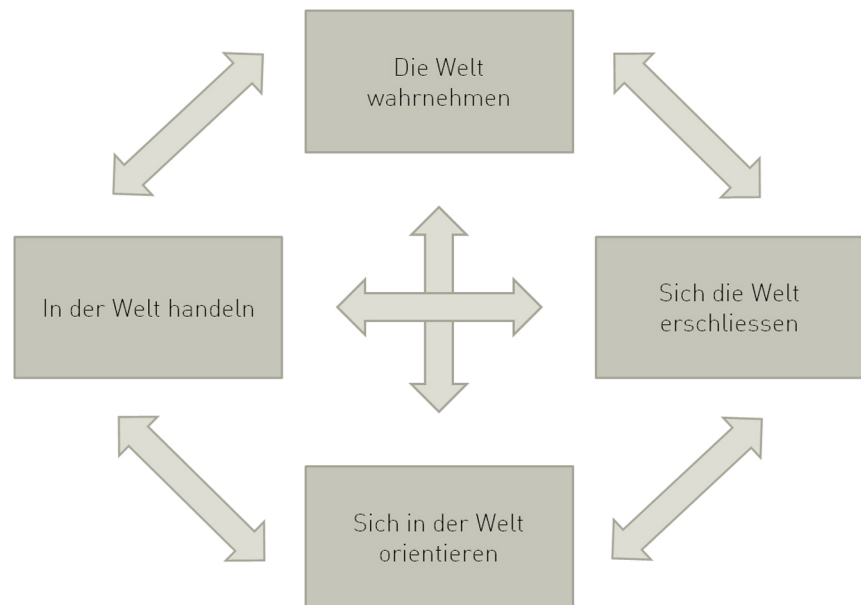 Die Welt
wahrnehmen
In der Welt handeln
Sich die Welt
erschliessen
Sich in der Welt
orientieren